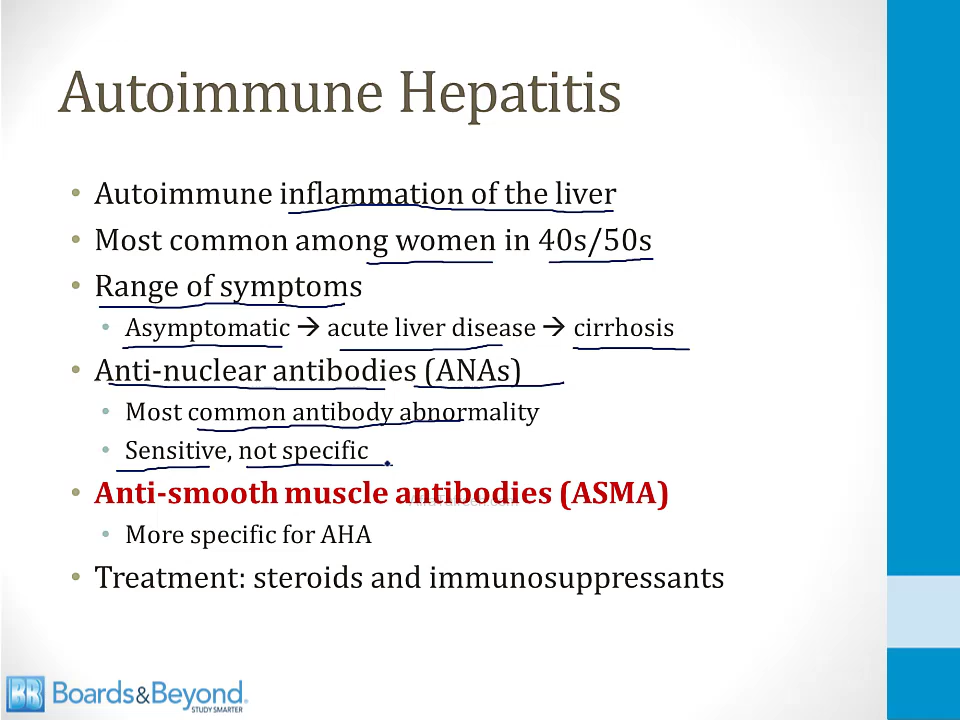 Autoimmune Hepatitis
• Autoimmune inflammation of the liver
• Most common among women in 40s/50s
• Range of symptoms
• Asymptomatic → acute liver disease → cirrhosis
• Anti-nuclear antibodies (ANAs)
• Most common antibody abnormality
• Sensitive, not specific
• Anti-smooth muscle antibodies (ASMA)
• More specific for AHA
• Treatment: steroids and immunosuppressants
BB Boards&Beyond.
STUDY SMARTER